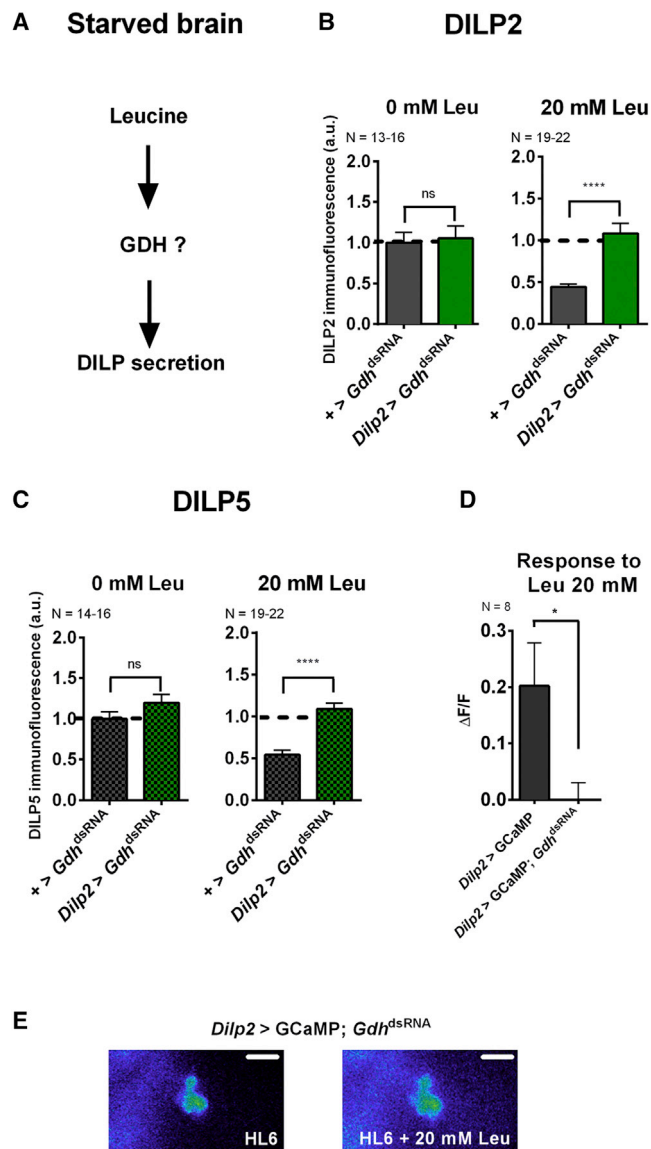 A
Starved brain
Leucine
GDH ?
DILP secretion
B
DILP2
0 mM Leu
20 mM Leu
N = 13-16
N = 19-22
DILP2 immunofluorescence (a.u.)
2.0
1.5
1.0
0.5
0.0
ns
+ > Gdh dsRNA
Dilp2 > Gdh dsRNA
2.0
1.5
1.0
0.5
0.0
****
+ > Gdh dsRNA
Dilp2 > Gdh dsRNA
C
DILP5
0 mM Leu
20 mM Leu
N = 14-16
N = 19-22
DILP5 immunofluorescence (a.u.)
2.0
1.5
1.0
0.5
0.0
ns
+ > Gdh dsRNA
Dilp2 > Gdh dsRNA
2.0
1.5
1.0
0.5
0.0
****
+ > Gdh dsRNA
Dilp2 > Gdh dsRNA
D
Response to
Leu 20 mM
N = 8
*
ΔF/F
0.3
0.2
0.1
0.0
Dilp2 > GCaMP
Dilp2 > GCaMP; Gdh dsRNA
E
Dilp2 > GCaMP; Gdh dsRNA
HL6
HL6 + 20 mM Leu